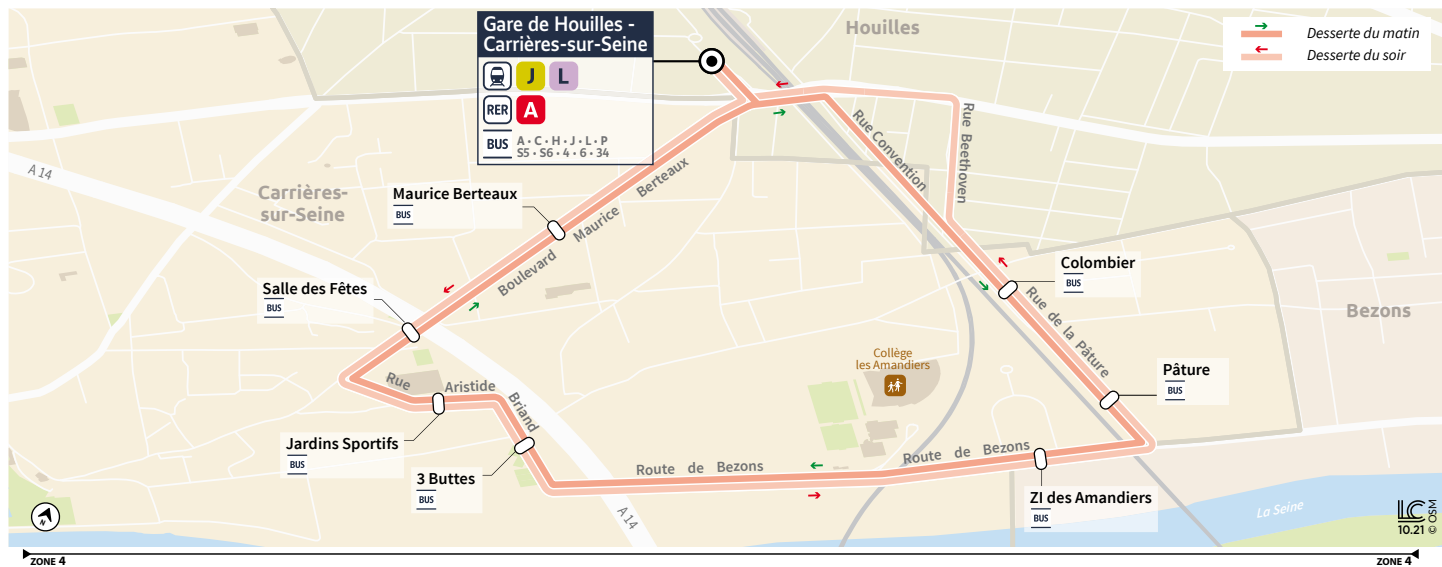 Gare de Houilles -
Carrières-sur-Seine
J L
RER A
BUS A • C • H • J • L • P
S5 • S6 • 4 • 6 • 34
Houilles
Desserte du matin
Desserte du soir
A 14
Carrières-
sur-Seine
Maurice Berteaux
BUS
Boulevard Maurice Berteaux
Rue Convention
Rue Beethoven
Salle des Fêtes
BUS
Colombier
BUS
Rue de la Pâture
Bezons
Collège
les Amandiers
Pâture
BUS
Rue Aristide Briand
Jardins Sportifs
BUS
3 Buttes
BUS
Route de Bezons
Route de Bezons
ZI des Amandiers
BUS
A 14
La Seine
N
LC
10.21 © OSM
ZONE 4
ZONE 4